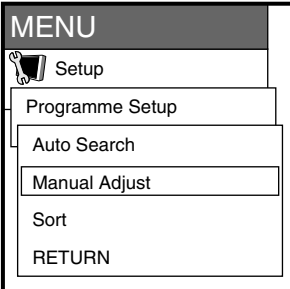 MENU
Setup
Programme Setup
Auto Search
Manual Adjust
Sort
RETURN